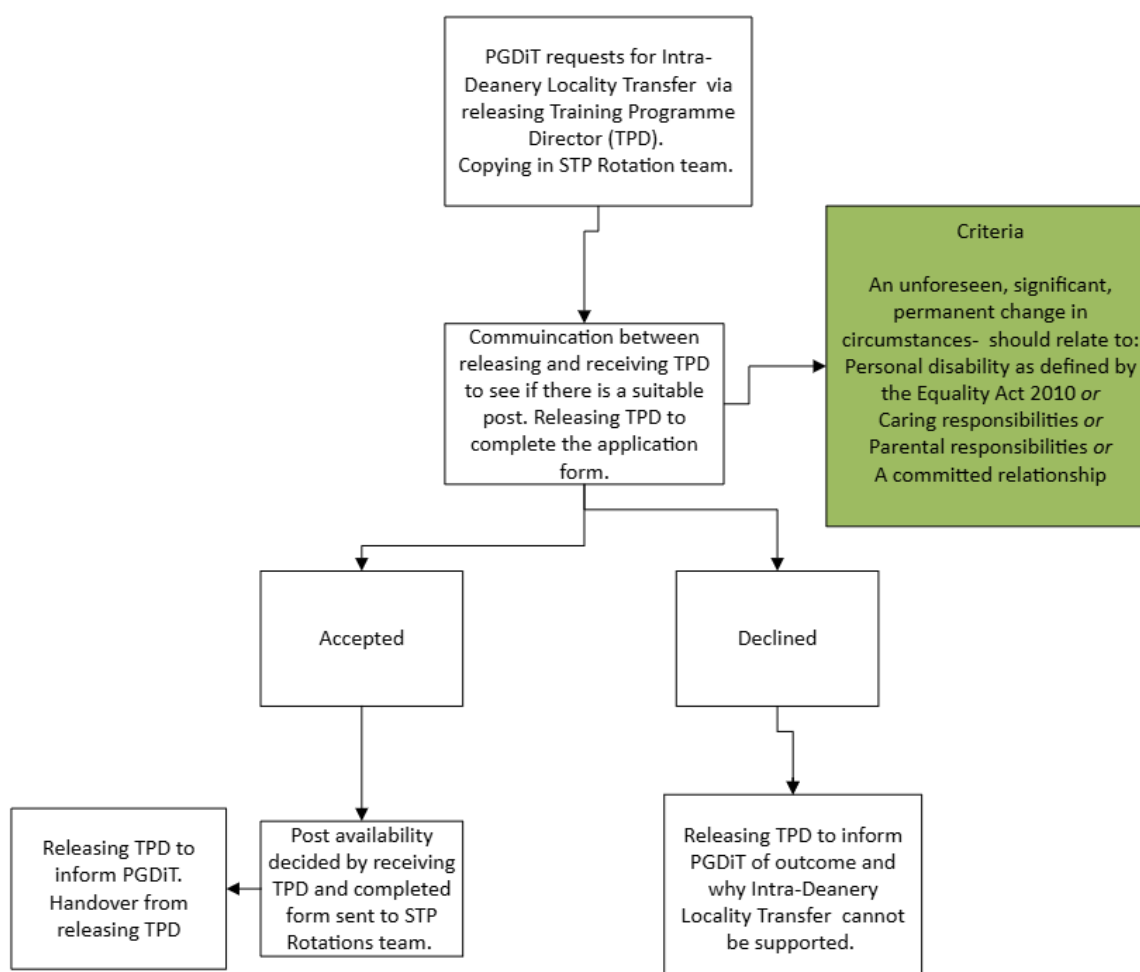 PGDiT requests for Intra-
Deanery Locality Transfer via
releasing Training Programme
Director (TPD).
Copying in STP Rotation team.
Criteria
An unforeseen, significant,
permanent change in
circumstances- should relate to:
Personal disability as defined by
the Equality Act 2010 or
Caring responsibilities or
Parental responsibilities or
A committed relationship
Commuincation between
releasing and receiving TPD
to see if there is a suitable
post. Releasing TPD to
complete the application
form.
Accepted
Declined
Releasing TPD to
inform PGDiT.
Handover from
releasing TPD
Post availability
decided by receiving
TPD and completed
form sent to STP
Rotations team.
Releasing TPD to inform
PGDiT of outcome and
why Intra-Deanery
Locality Transfer cannot
be supported.